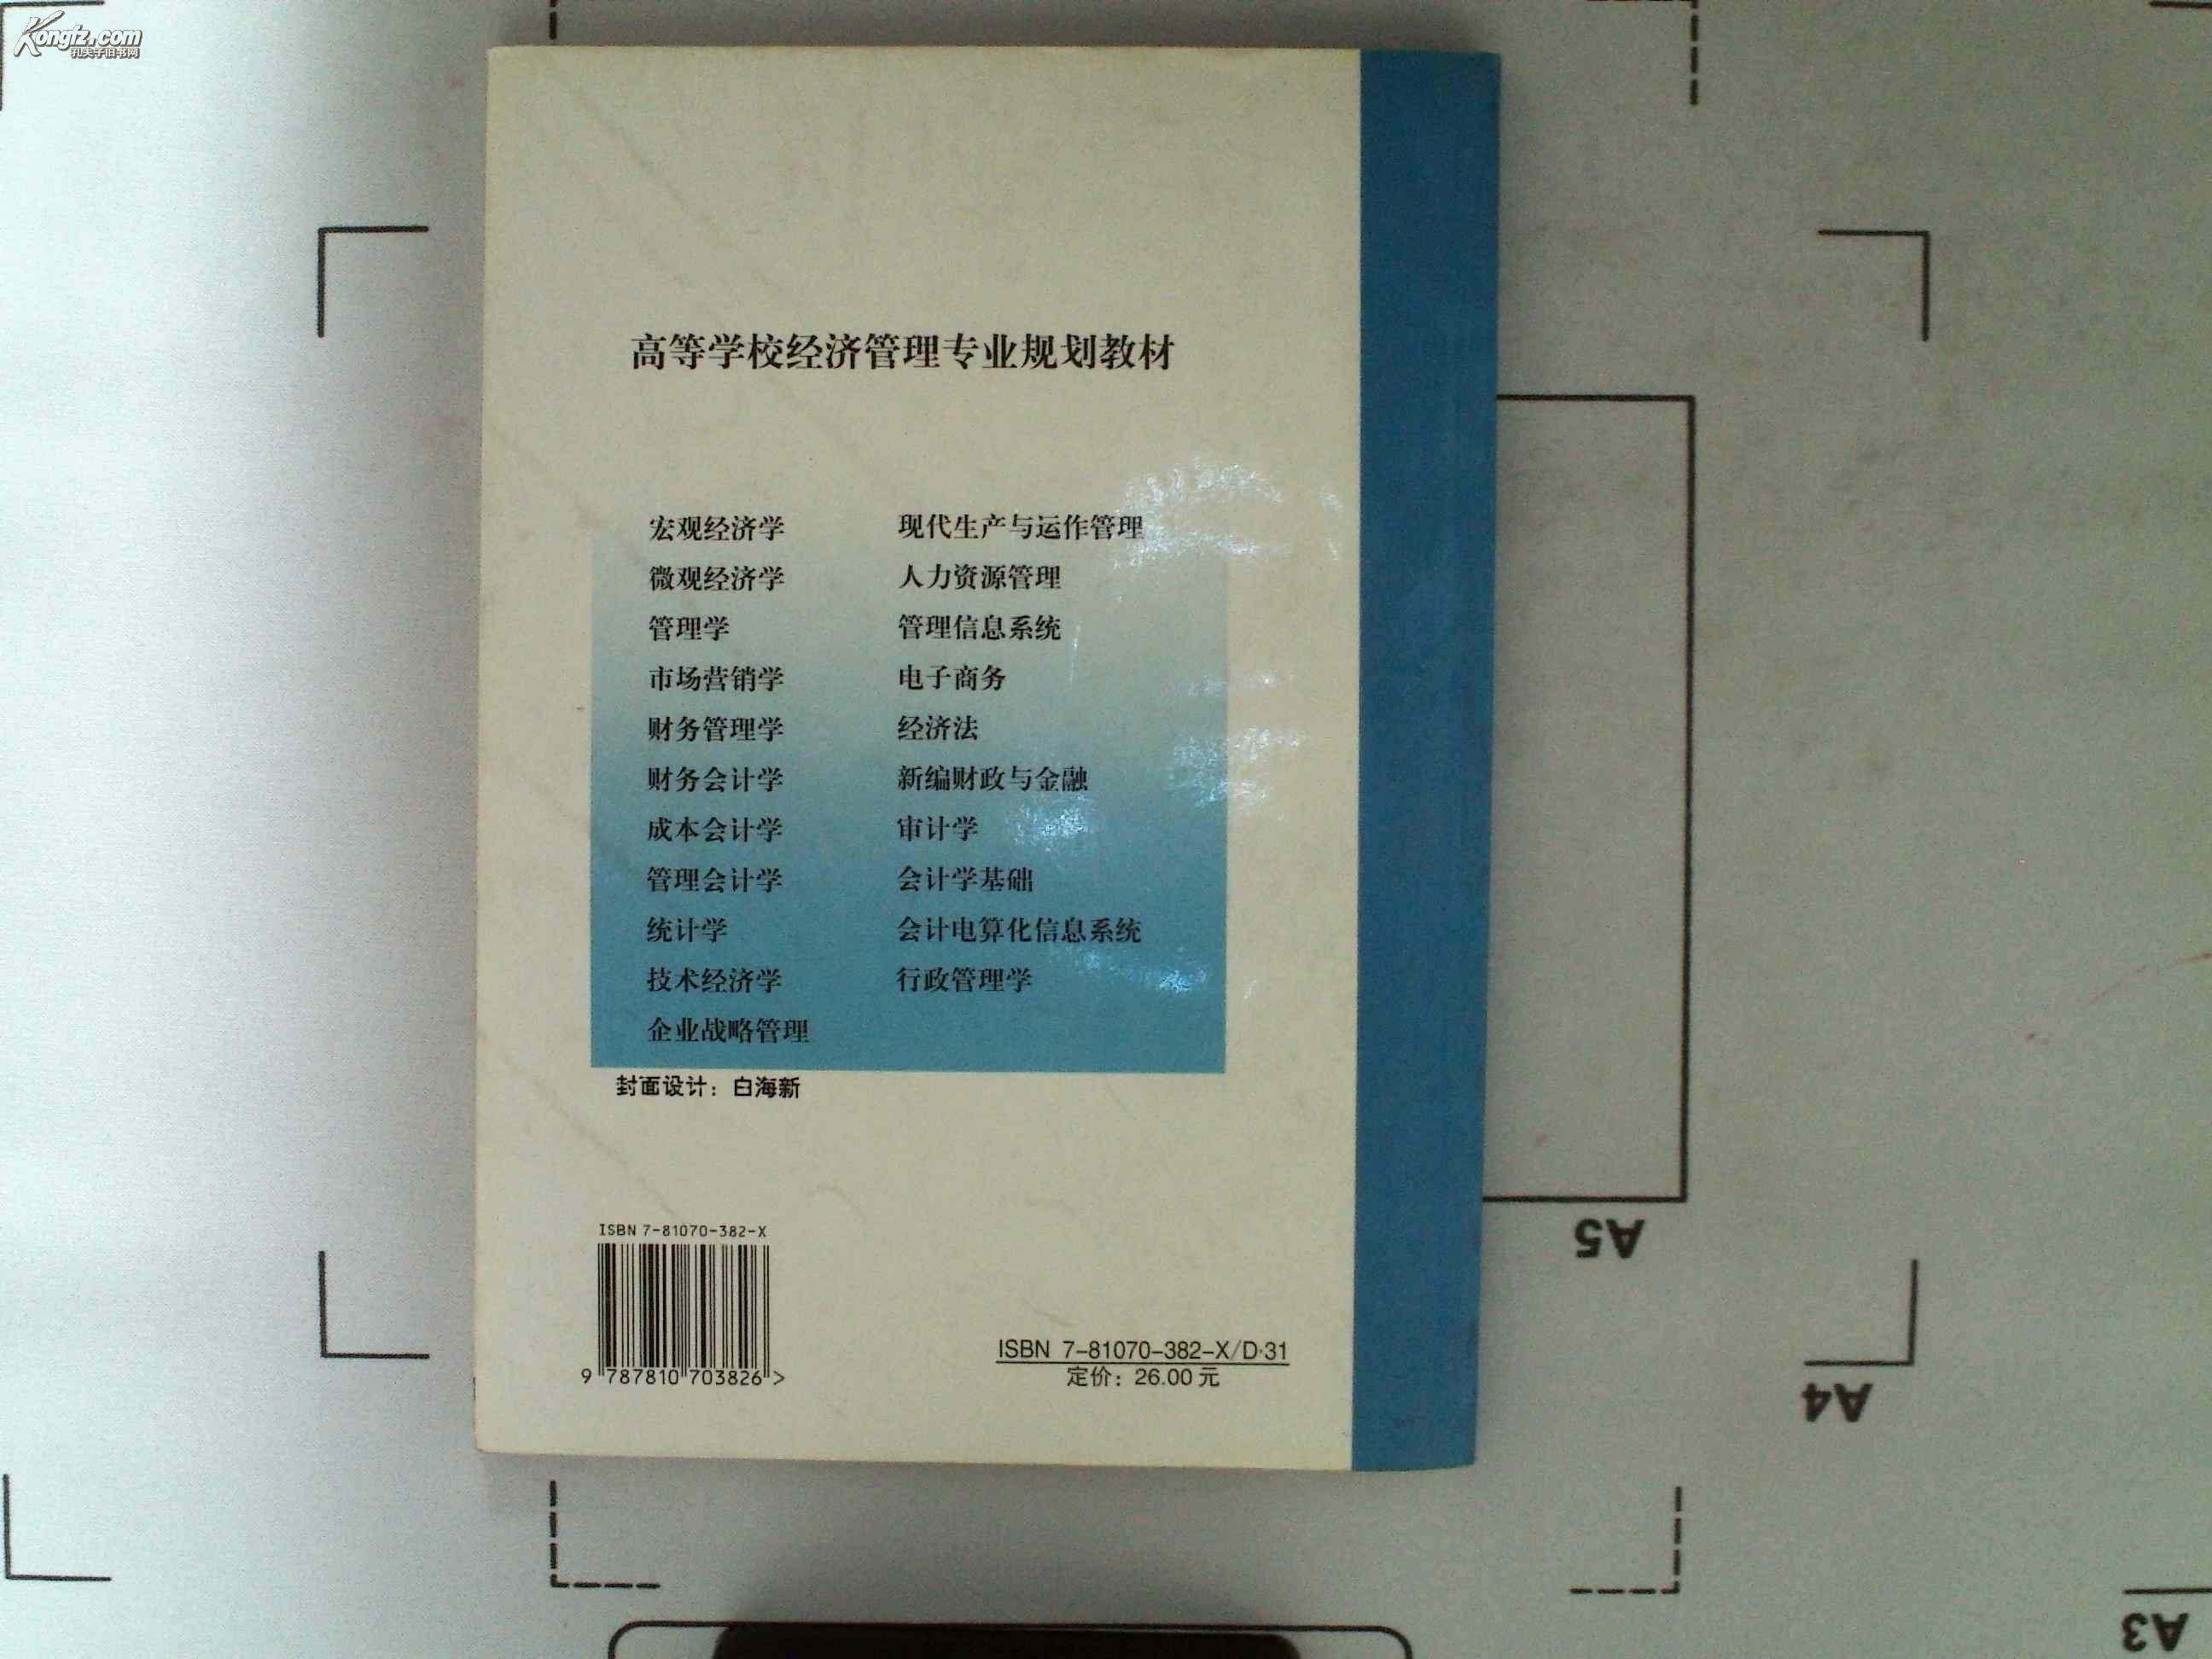 Kongfz.com
孔夫子旧书网
高等学校经济管理专业规划教材
宏观经济学 现代生产与运作管理
微观经济学 人力资源管理
管理学 管理信息系统
市场营销学 电子商务
财务管理学 经济法
财务会计学 新编财政与金融
成本会计学 审计学
管理会计学 会计学基础
统计学 会计电算化信息系统
技术经济学 行政管理学
企业战略管理
封面设计：白海新
ISBN 7-81070-382-X
9 787810 703826 >
ISBN 7-81070-382-X/D·31
定价：26.00 元
A5
A4
A3